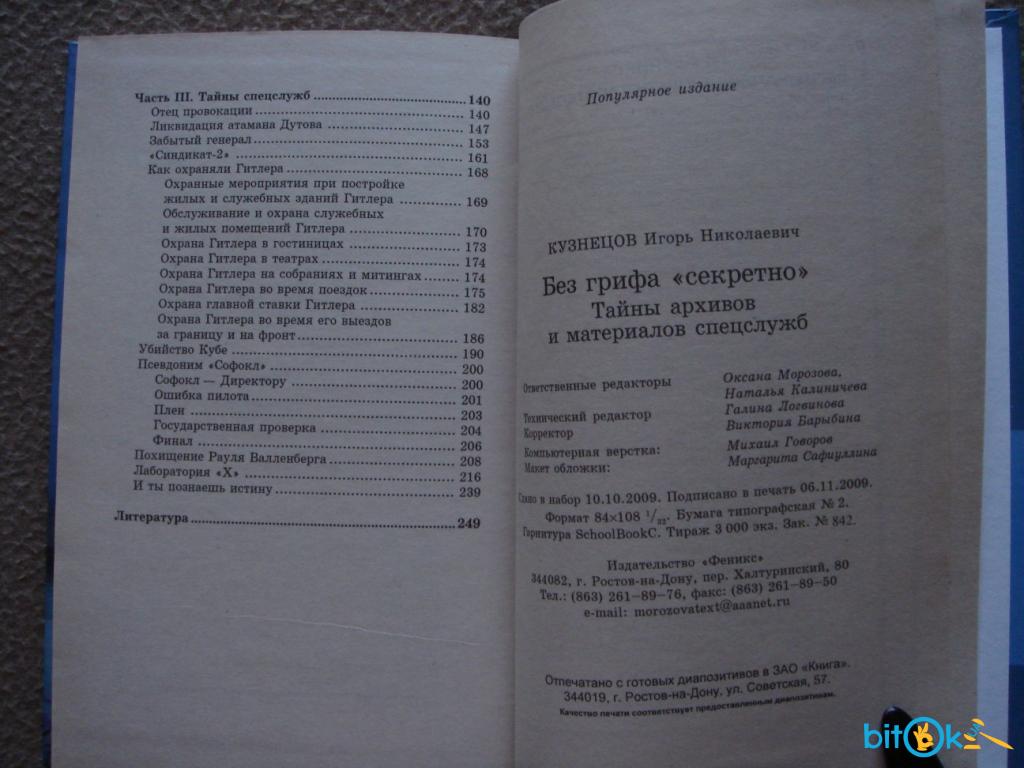 Часть III. Тайны спецслужб ... 140
Отец провокации ... 140
Ликвидация атамана Дутова ... 147
Забытый генерал ... 153
«Синдикат-2» ... 161
Как охраняли Гитлера ... 168
Охранные мероприятия при постройке
жилых и служебных зданий Гитлера ... 169
Обслуживание и охрана служебных
и жилых помещений Гитлера ... 170
Охрана Гитлера в гостиницах ... 173
Охрана Гитлера в театрах ... 174
Охрана Гитлера на собраниях и митингах ... 174
Охрана Гитлера во время поездок ... 175
Охрана главной ставки Гитлера ... 182
Охрана Гитлера во время его выездов
за границу и на фронт ... 186
Убийство Кубе ... 190
Псевдоним «Софокл» ... 200
Софокл — Директору ... 200
Ошибка пилота ... 201
Плен ... 203
Государственная проверка ... 204
Финал ... 206
Похищение Рауля Валленберга ... 208
Лаборатория «Х» ... 216
И ты познаешь истину ... 239
Литература ... 249
Популярное издание
КУЗНЕЦОВ Игорь Николаевич
Без грифа «секретно»
Тайны архивов
и материалов спецслужб
Ответственные редакторы Оксана Морозова,
Наталья Калиничева
Технический редактор Галина Логвинова
Корректор Виктория Барыбина
Компьютерная верстка: Михаил Говоров
Макет обложки: Маргарита Сафиуллина
Сдано в набор 10.10.2009. Подписано в печать 06.11.2009.
Формат 84×108 1/32. Бумага типографская № 2.
Гарнитура SchoolBookC. Тираж 3 000 экз. Зак. № 842.
Издательство «Феникс»
344082, г. Ростов-на-Дону, пер. Халтуринский, 80
Тел.: (863) 261–89–76, факс: (863) 261–89–50
e-mail: morozovatext@aaanet.ru
Отпечатано с готовых диапозитивов в ЗАО «Книга».
344019, г. Ростов-на-Дону, ул. Советская, 57.
Качество печати соответствует предоставленным диапозитивам.
bitOk